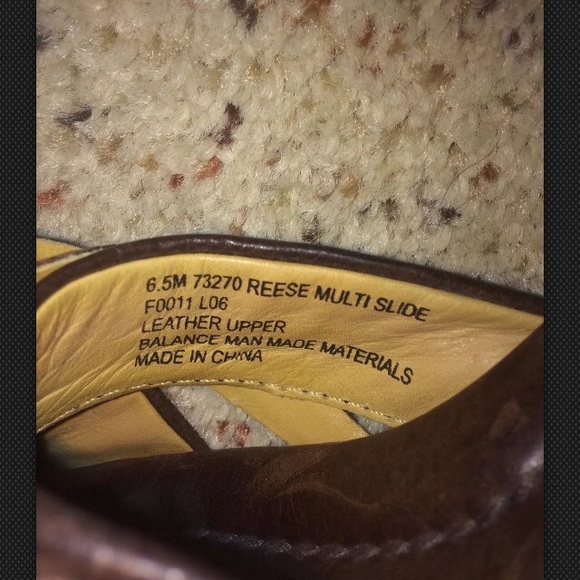 6.5M 73270 REESE MULTI SLIDE
F0011 L06
LEATHER UPPER
BALANCE MAN MADE MATERIALS
MADE IN CHINA